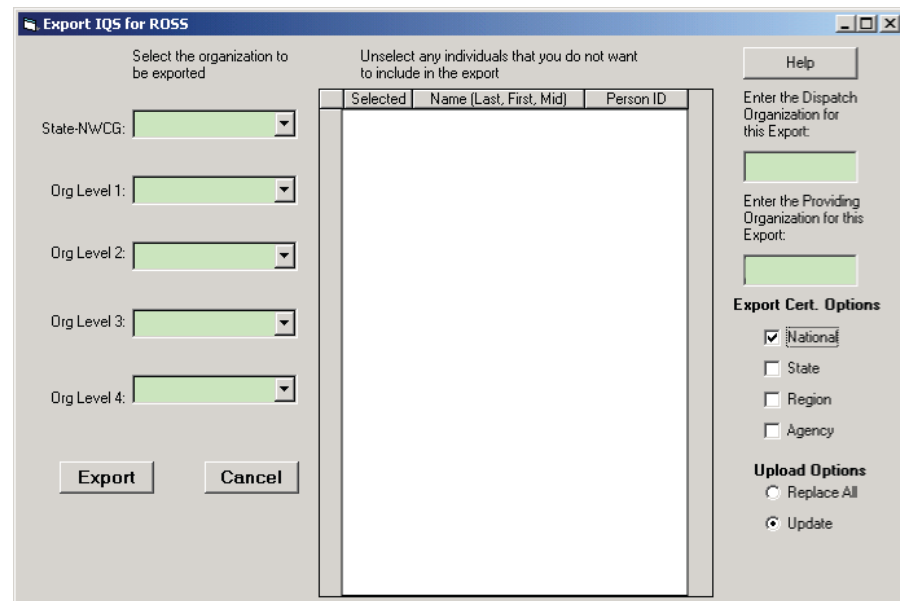 Export IQS for ROSS
Select the organization to
be exported
Unselect any individuals that you do not want
to include in the export
Help
Selected Name (Last, First, Mid) Person ID
State-NWCG:
Org Level 1:
Org Level 2:
Org Level 3:
Org Level 4:
Export Cancel
Enter the Dispatch
Organization for
this Export:
Enter the Providing
Organization for this
Export:
Export Cert. Options
National
State
Region
Agency
Upload Options
Replace All
Update